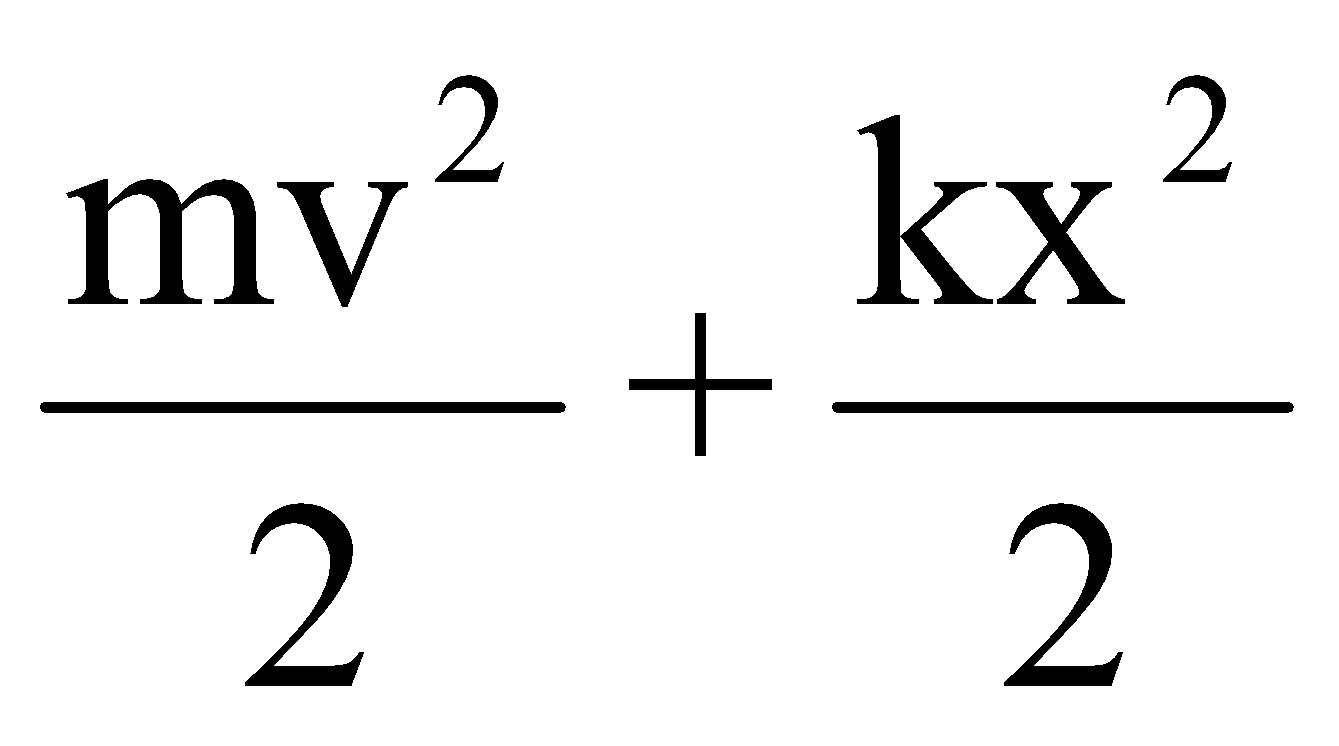 mv² / 2 + kx² / 2